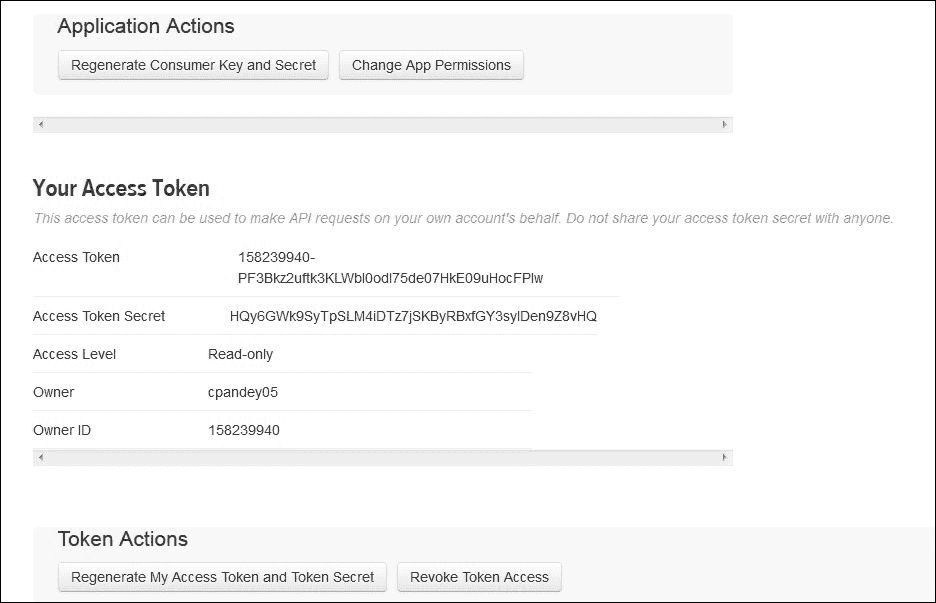 Application Actions
Regenerate Consumer Key and Secret Change App Permissions
Your Access Token
This access token can be used to make API requests on your own account's behalf. Do not share your access token secret with anyone.
Access Token 158239940-
PF3Bkz2uftk3KLWbl0odl75de07HkE09uHocFPlw
Access Token Secret HQy6GWk9SyTpSLM4iDTz7jSKByRBxfGY3sylDen9Z8vHQ
Access Level Read-only
Owner cpandey05
Owner ID 158239940
Token Actions
Regenerate My Access Token and Token Secret Revoke Token Access